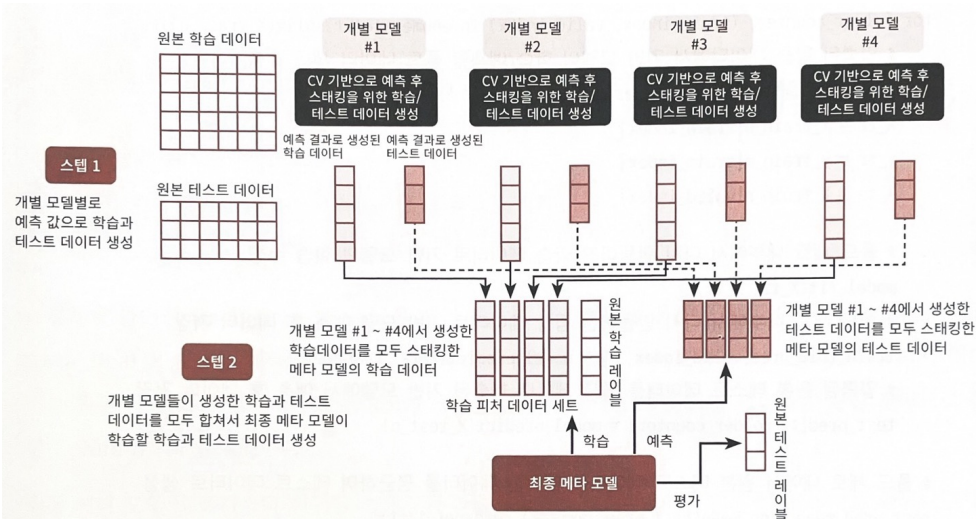 원본 학습 데이터
개별 모델
#1
개별 모델
#2
개별 모델
#3
개별 모델
#4
CV 기반으로 예측 후
스태킹을 위한 학습/
테스트 데이터 생성
CV 기반으로 예측 후
스태킹을 위한 학습/
테스트 데이터 생성
CV 기반으로 예측 후
스태킹을 위한 학습/
테스트 데이터 생성
CV 기반으로 예측 후
스태킹을 위한 학습/
테스트 데이터 생성
예측 결과로 생성된
학습 데이터
예측 결과로 생성된
테스트 데이터
스텝 1
개별 모델별로
예측 값으로 학습과
테스트 데이터 생성
원본 테스트 데이터
개별 모델 #1 ~ #4에서 생성한
학습데이터를 모두 스태킹한
메타 모델의 학습 데이터
원본 학습 레이블
개별 모델 #1 ~ #4에서 생성한
테스트 데이터를 모두 스태킹한
메타 모델의 테스트 데이터
스텝 2
개별 모델들이 생성한 학습과 테스트
데이터를 모두 합쳐서 최종 메타 모델이
학습할 학습과 테스트 데이터 생성
학습 피처 데이터 세트
학습
예측
원본 테스트 레이블
최종 메타 모델
평가